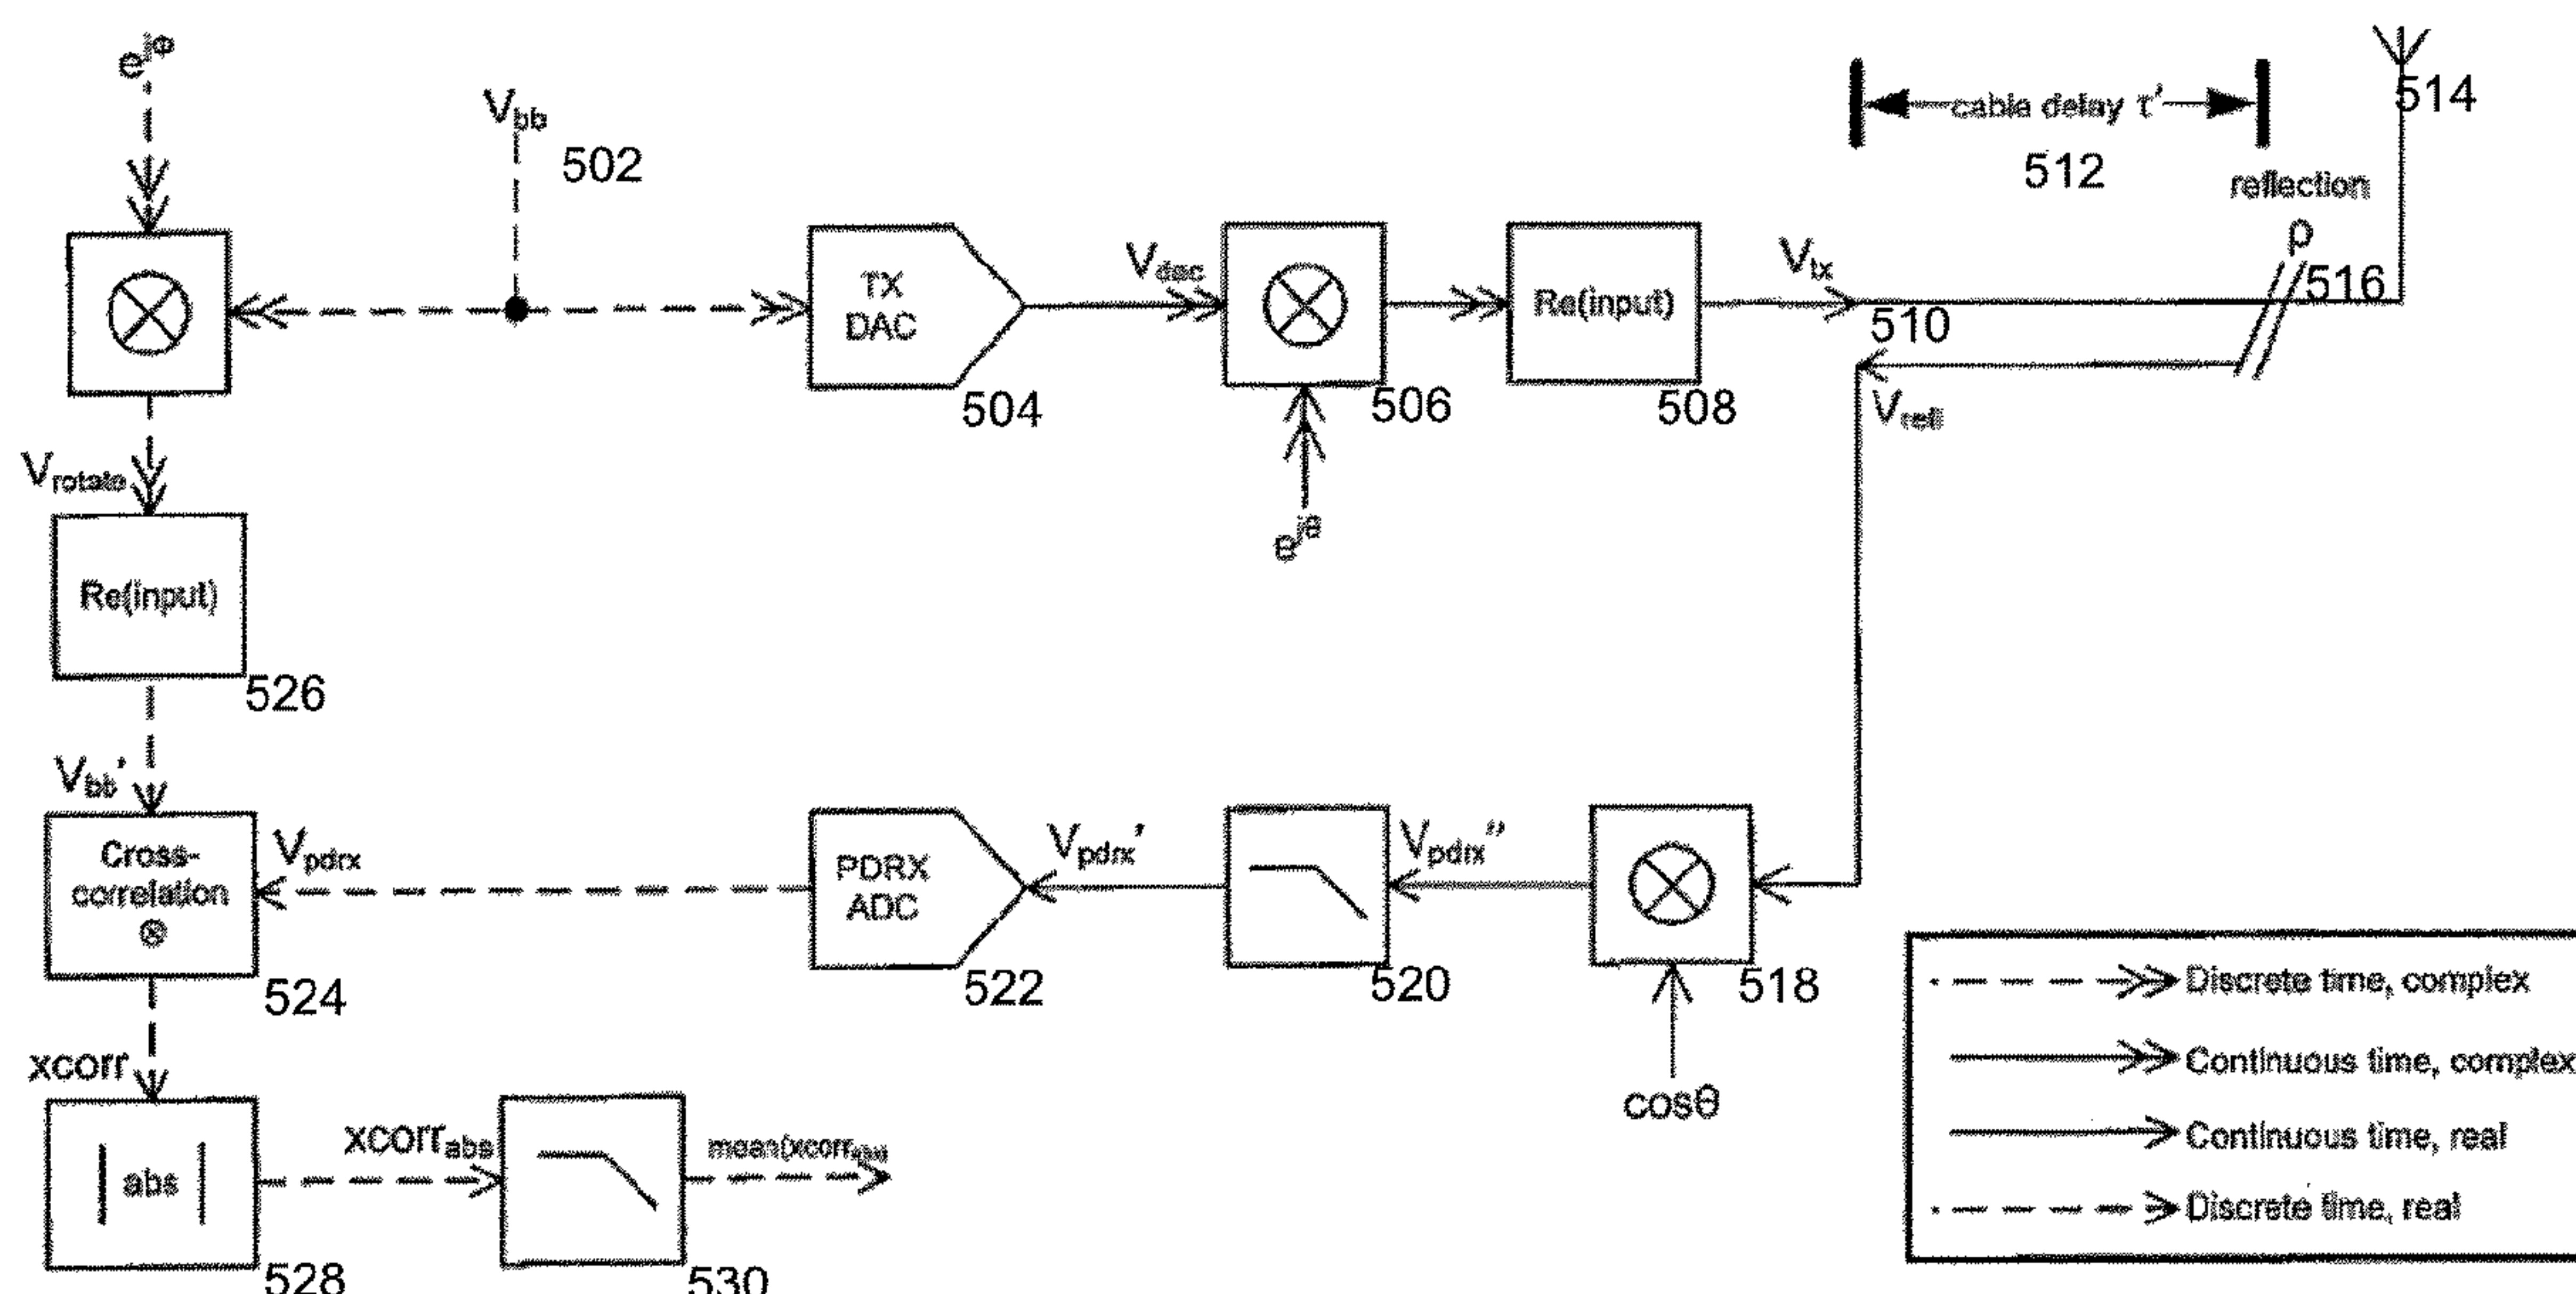 e^jφ
V_bb
502
TX
DAC
504
V_dac
506
e^jθ
Re(input)
508
V_tx
510
cable delay τ'
512
reflection
ρ
516
514
V_refl
V_rotate
Re(input)
526
V_bb'
Cross-
correlation
⊗
524
V_pdrx
PDRX
ADC
522
V_pdrx'
520
V_pdrx''
518
cosθ
xcorr
| abs |
528
xcorr_abs
530
mean(xcorr_abs)
Discrete time, complex
Continuous time, complex
Continuous time, real
Discrete time, real